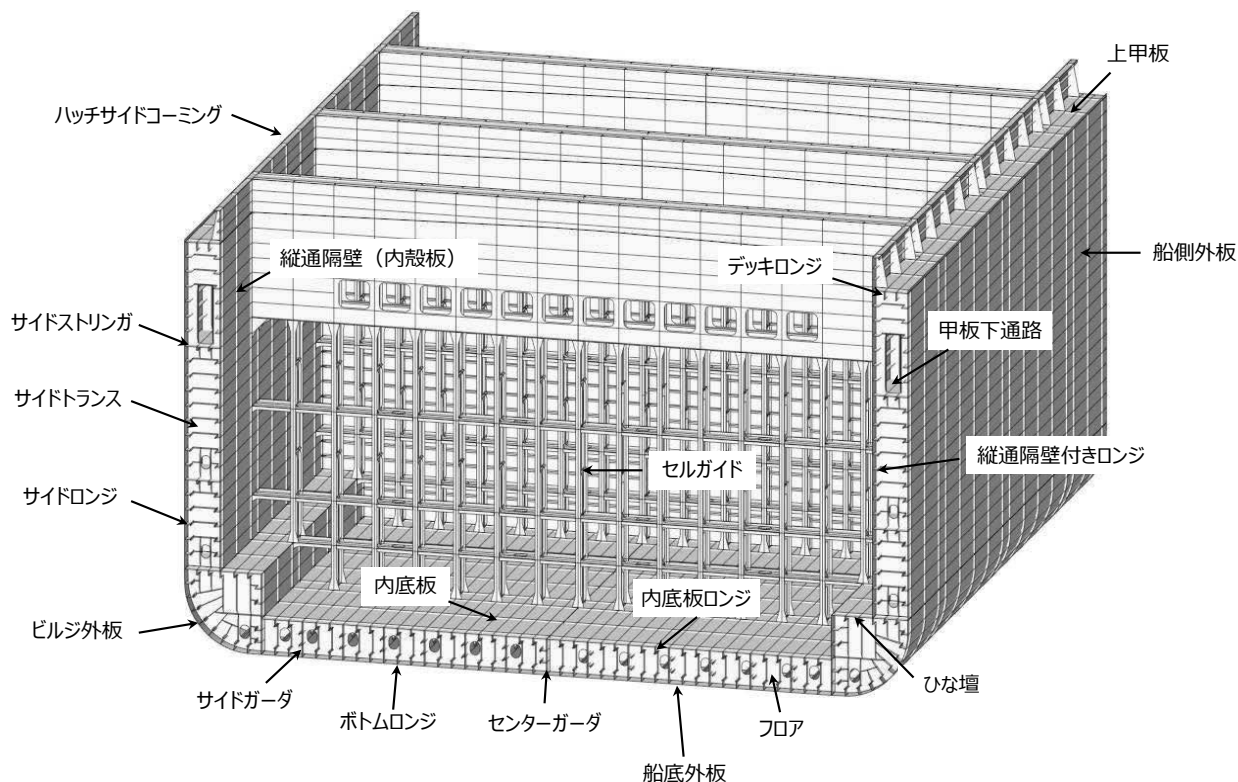 上甲板
ハッチサイドコーミング
縦通隔壁（内殻板）
デッキロンジ
船側外板
サイドストリンガ
甲板下通路
サイドトランス
セルガイド
縦通隔壁付きロンジ
サイドロンジ
内底板
内底板ロンジ
ビルジ外板
ひな壇
サイドガーダ
ボトムロンジ
センターガーダ
フロア
船底外板